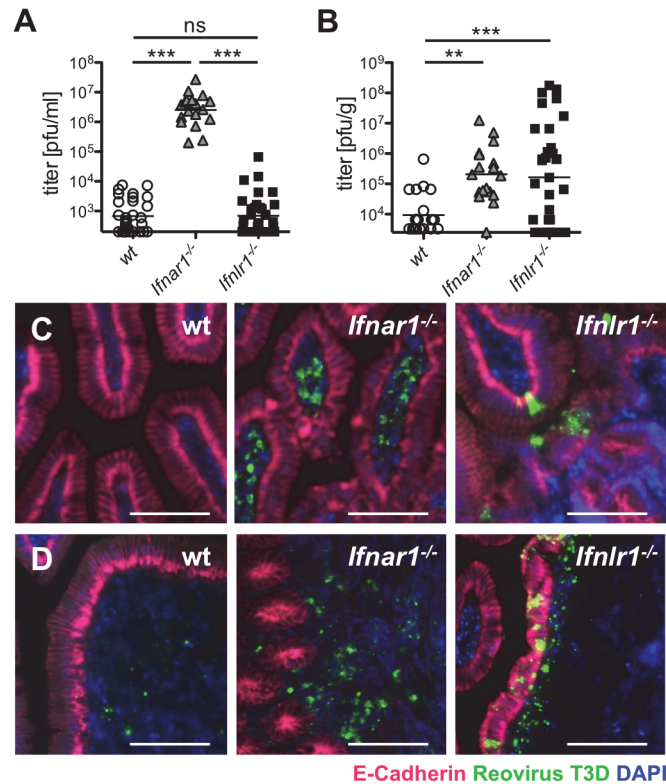 A
B
ns
***
*** ***
**
titer [pfu/ml]
10⁸
10⁷
10⁶
10⁵
10⁴
10³
wt
Ifnar1-/-
Ifnlr1-/-
titer [pfu/g]
10⁹
10⁸
10⁷
10⁶
10⁵
10⁴
wt
Ifnar1-/-
Ifnlr1-/-
C wt
Ifnar1-/-
Ifnlr1-/-
D wt
Ifnar1-/-
Ifnlr1-/-
E-Cadherin Reovirus T3D DAPI